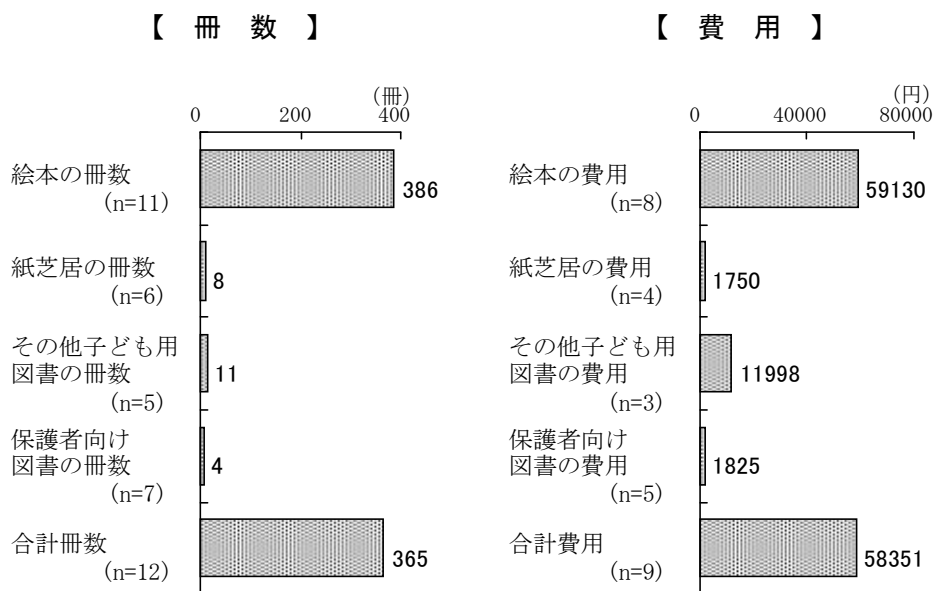 【 冊 数 】
(冊)
0 200 400
絵本の冊数
(n=11)
386
紙芝居の冊数
(n=6)
8
その他子ども用
図書の冊数
(n=5)
11
保護者向け
図書の冊数
(n=7)
4
合計冊数
(n=12)
365
【 費 用 】
(円)
0 40000 80000
絵本の費用
(n=8)
59130
紙芝居の費用
(n=4)
1750
その他子ども用
図書の費用
(n=3)
11998
保護者向け
図書の費用
(n=5)
1825
合計費用
(n=9)
58351